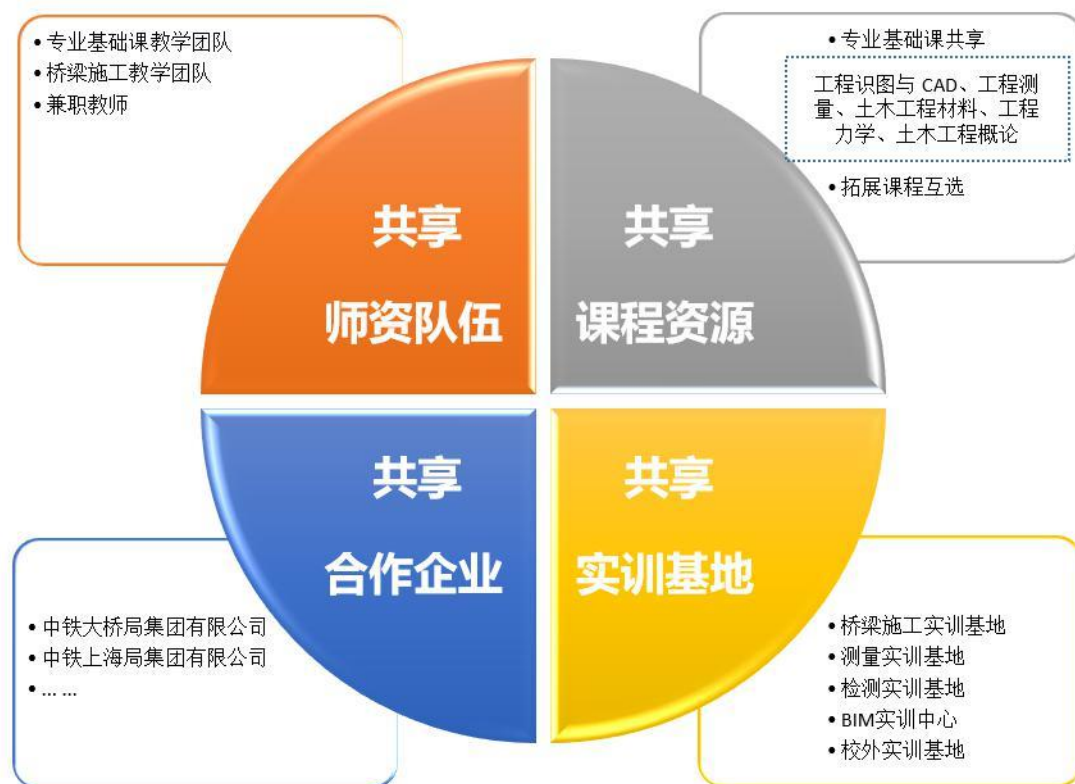 • 专业基础课教学团队
• 桥梁施工教学团队
• 兼职教师
• 专业基础课共享
工程识图与 CAD、工程测
量、土木工程材料、工程
力学、土木工程概论
• 拓展课程互选
共享
师资队伍
共享
课程资源
共享
合作企业
共享
实训基地
• 中铁大桥局集团有限公司
• 中铁上海局集团有限公司
• ... ...
• 桥梁施工实训基地
• 测量实训基地
• 检测实训基地
• BIM实训中心
• 校外实训基地